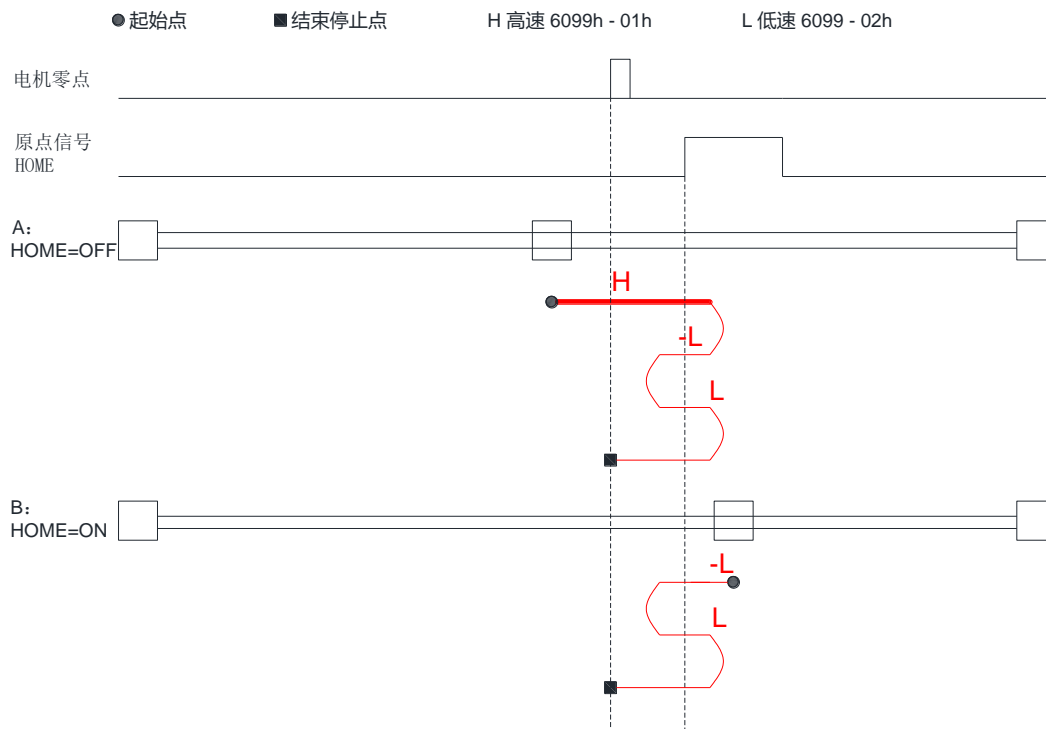 起始点 结束停止点 H 高速 6099h - 01h L 低速 6099 - 02h
电机零点
原点信号
HOME
A：
HOME=OFF
H
-L
L
B：
HOME=ON
-L
L